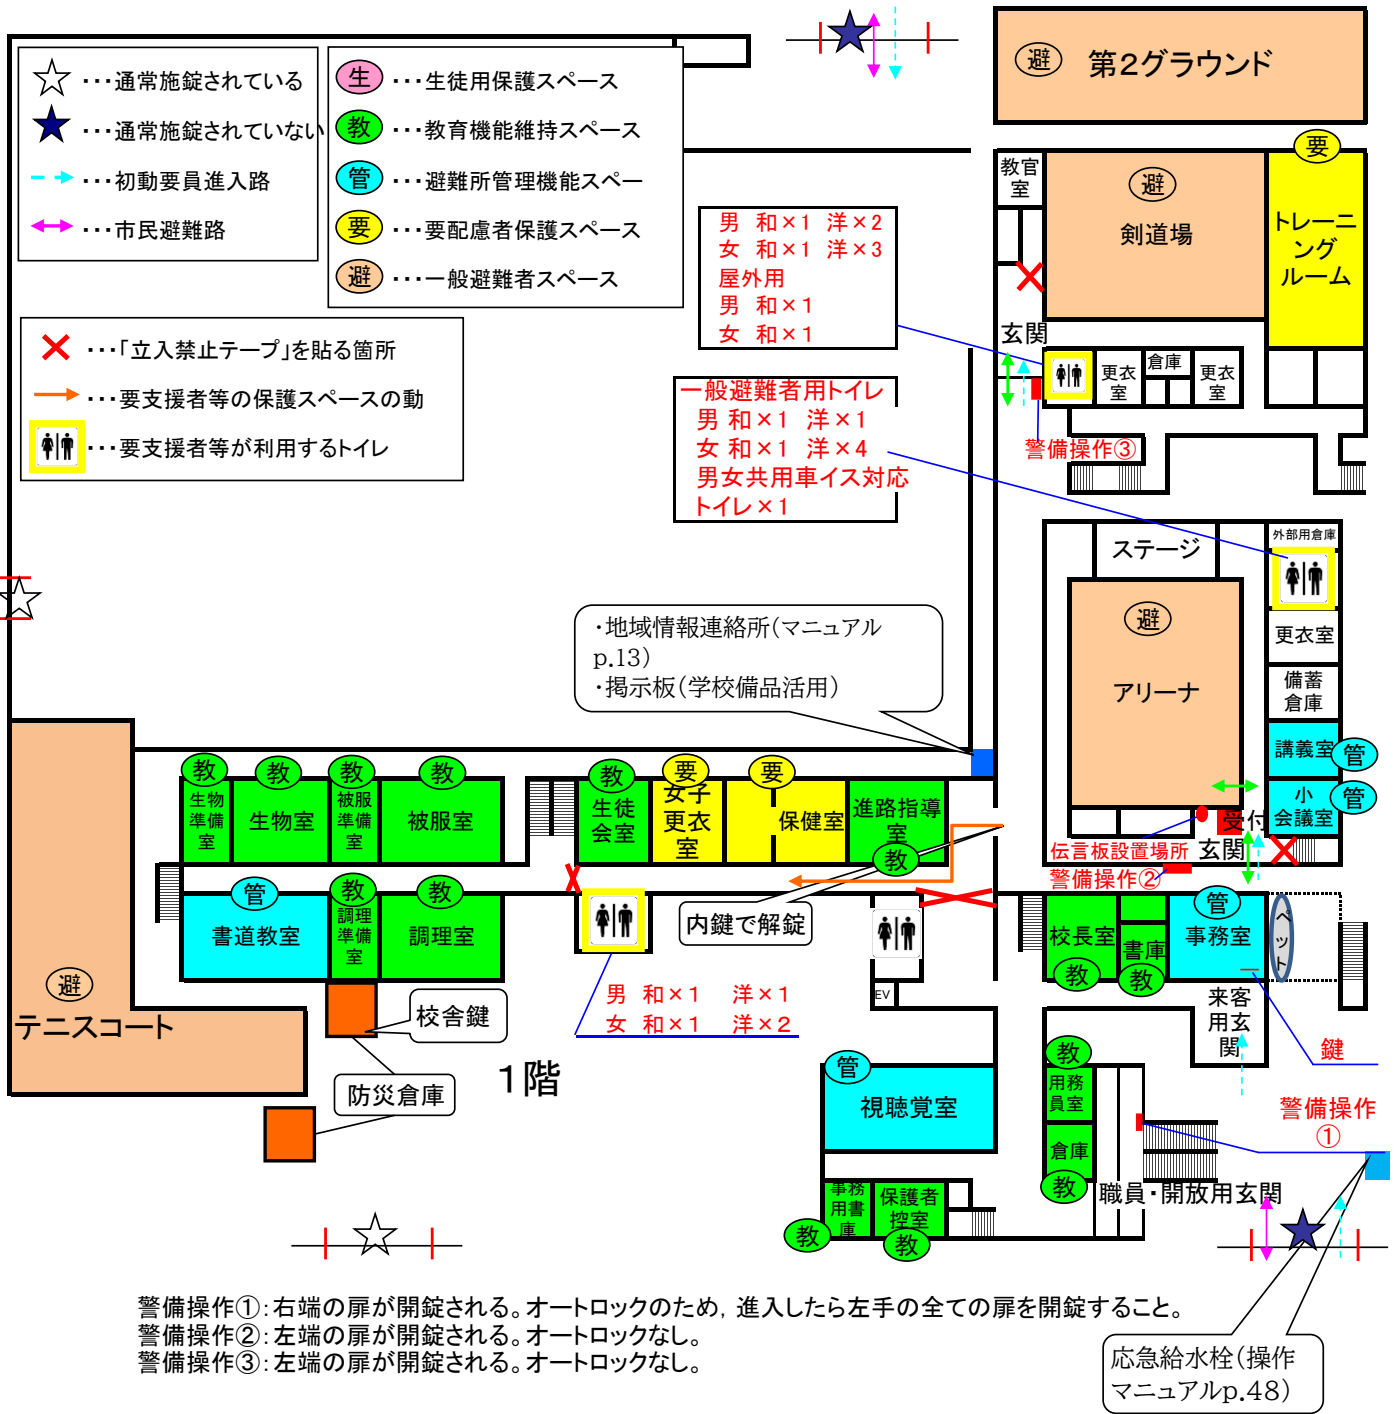 ・・・通常施錠されている
・・・通常施錠されていない
・・・初動要員進入路
・・・市民避難路
生 ・・・生徒用保護スペース
教 ・・・教育機能維持スペース
管 ・・・避難所管理機能スペー
要 ・・・要配慮者保護スペース
避 ・・・一般避難者スペース
・・・「立入禁止テープ」を貼る箇所
・・・要支援者等の保護スペースの動
・・・要支援者等が利用するトイレ
避 第2グラウンド
教官
室
避
剣道場
要
トレーニ
ング
ルーム
男 和×1 洋×2
女 和×1 洋×3
屋外用
男 和×1
女 和×1
玄関
更衣
室
倉庫
更衣
室
警備操作③
一般避難者用トイレ
男 和×1 洋×1
女 和×1 洋×4
男女共用車イス対応
トイレ×1
ステージ
外部用倉庫
避
アリーナ
更衣室
備蓄
倉庫
講義室
管
小
会議室
管
受付
伝言板設置場所
玄関
警備操作②
・地域情報連絡所(マニュアル
p.13)
・掲示板(学校備品活用)
教
生物
準備
室
教
生物室
教
被服
準備
室
教
被服室
教
生徒
会室
要
女子
更衣
室
要
保健室
進路指導
室
教
管
書道教室
教
調理
準備
室
教
調理室
内鍵で解錠
校長室
教
書庫
教
管
事務室
ペット
避
テニスコート
校舎鍵
防災倉庫
男 和×1 洋×1
女 和×1 洋×2
1階
EV
来客
用玄
関
鍵
管
視聴覚室
教
用務
員室
倉庫
教
警備操作
①
事務
用書
庫
教
保護者
控室
教
職員・開放用玄関
警備操作①:右端の扉が開錠される。オートロックのため,進入したら左手の全ての扉を開錠すること。
警備操作②:左端の扉が開錠される。オートロックなし。
警備操作③:左端の扉が開錠される。オートロックなし。
応急給水栓(操作
マニュアルp.48)